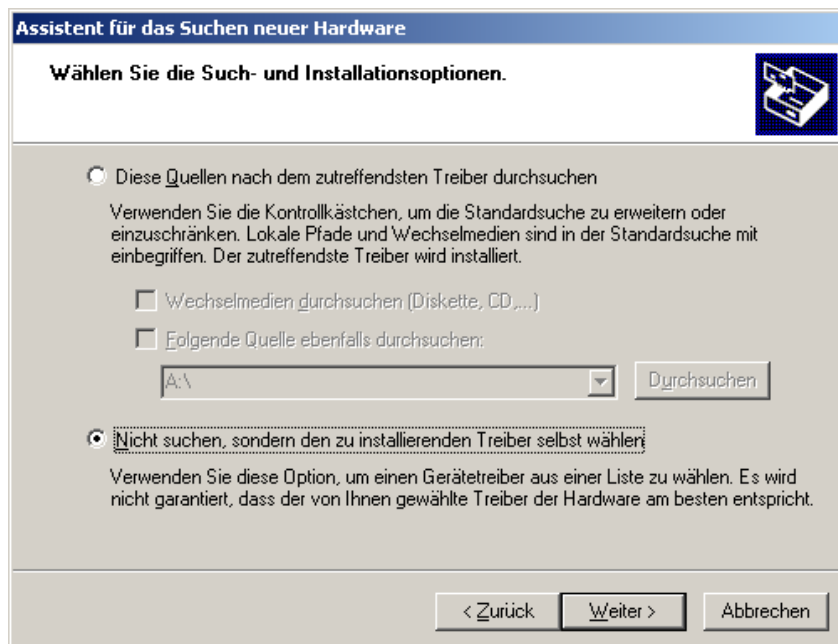 Assistent für das Suchen neuer Hardware
Wählen Sie die Such- und Installationsoptionen.
Diese Quellen nach dem zutreffendsten Treiber durchsuchen
Verwenden Sie die Kontrollkästchen, um die Standardsuche zu erweitern oder
einzuschränken. Lokale Pfade und Wechselmedien sind in der Standardsuche mit
einbegriffen. Der zutreffendste Treiber wird installiert.
Wechselmedien durchsuchen (Diskette, CD,...)
Folgende Quelle ebenfalls durchsuchen:
A:\ Durchsuchen
Nicht suchen, sondern den zu installierenden Treiber selbst wählen
Verwenden Sie diese Option, um einen Gerätetreiber aus einer Liste zu wählen. Es wird
nicht garantiert, dass der von Ihnen gewählte Treiber der Hardware am besten entspricht.
< Zurück Weiter > Abbrechen